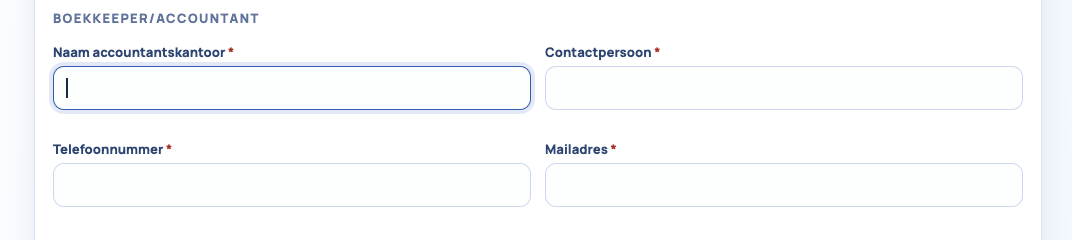 BOEKKEEPER/ACCOUNTANT
Naam accountantskantoor *
Contactpersoon *
Telefoonnummer *
Mailadres *